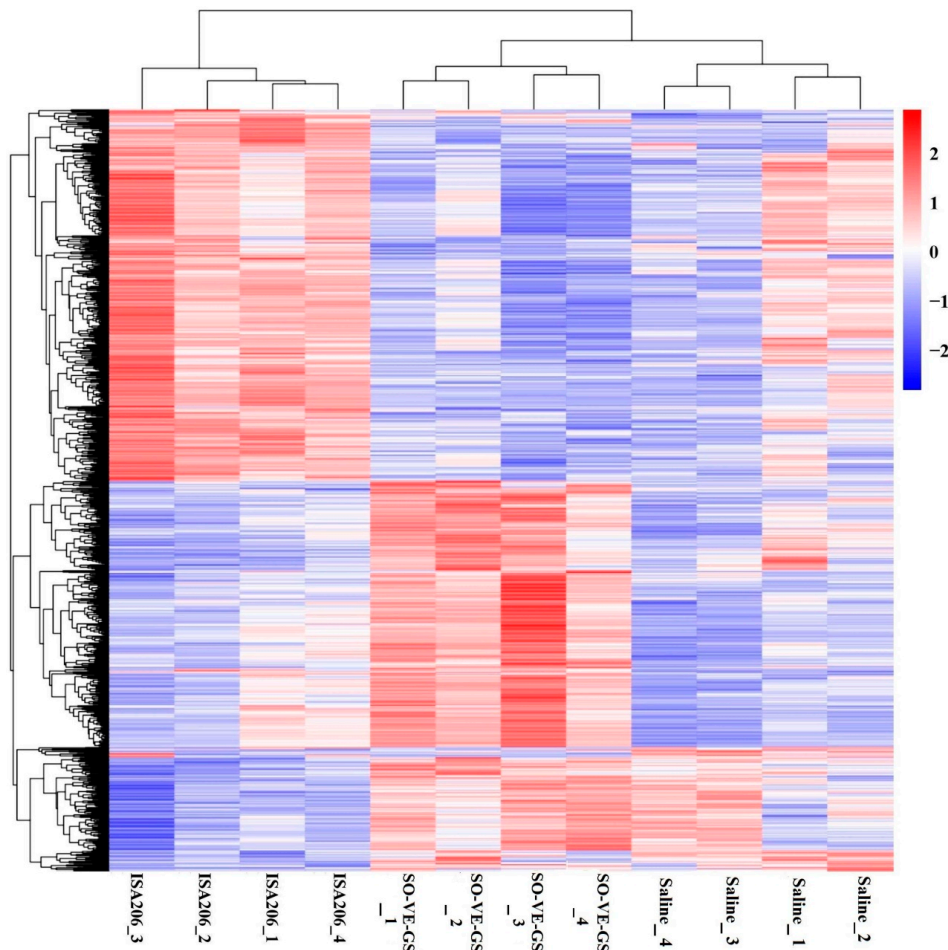 2
1
0
−1
−2
ISA206_3
ISA206_2
ISA206_1
ISA206_4
SO-VE-GS
_1
SO-VE-GS
_2
SO-VE-GS
_3
SO-VE-GS
_4
Saline_4
Saline_3
Saline_1
Saline_2